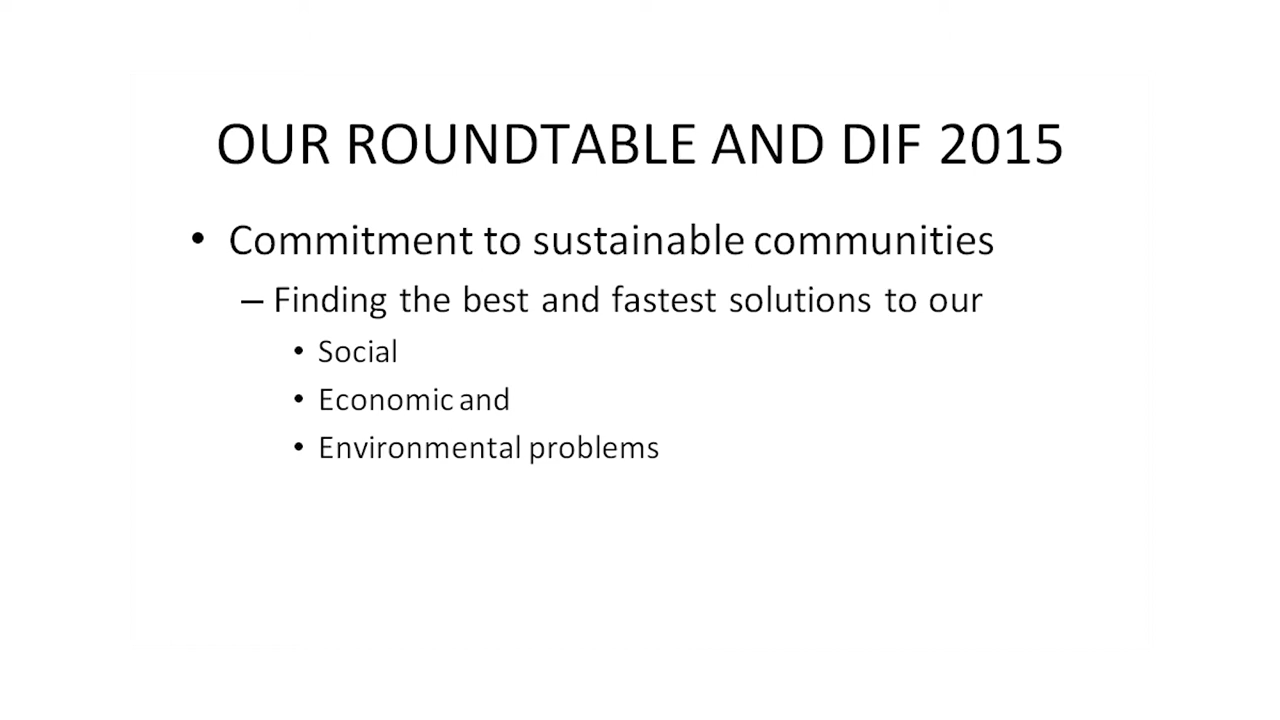 OUR ROUNDTABLE AND DIF 2015
• Commitment to sustainable communities
– Finding the best and fastest solutions to our
• Social
• Economic and
• Environmental problems